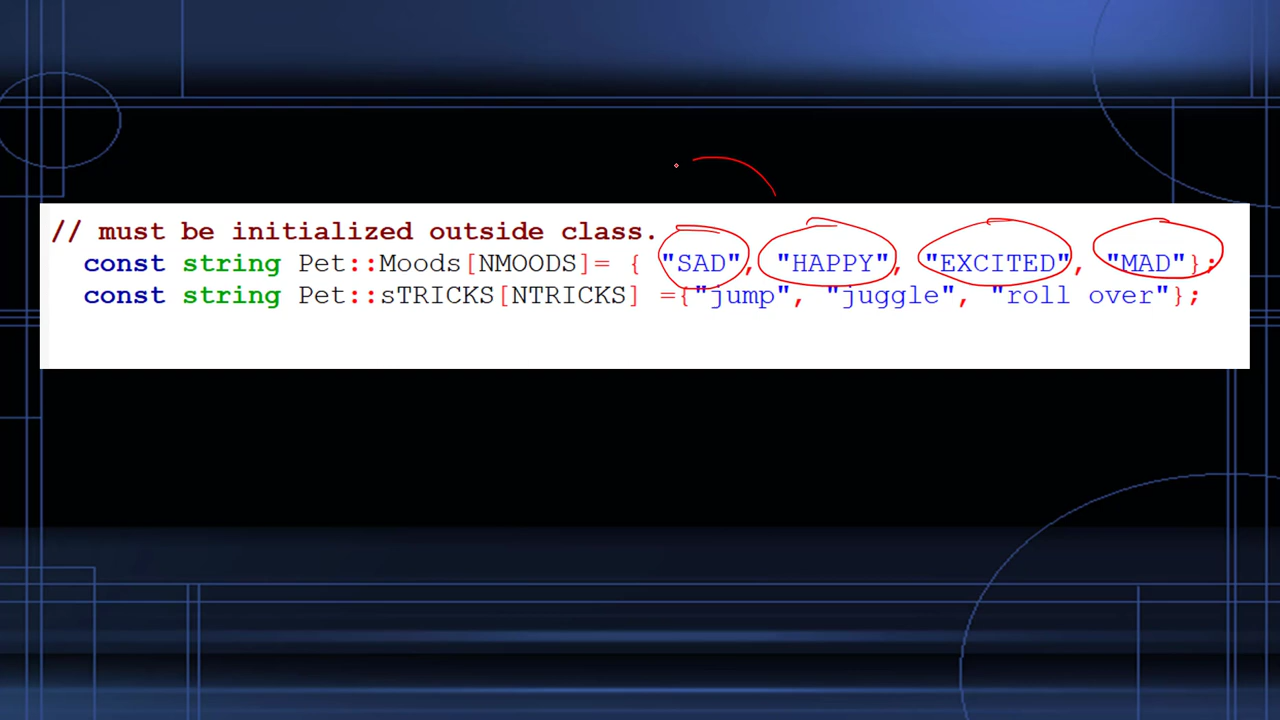 // must be initialized outside class.
const string Pet::Moods[NMOODS]= { "SAD", "HAPPY", "EXCITED", "MAD"};
const string Pet::sTRICKS[NTRICKS] ={"jump", "juggle", "roll over"};